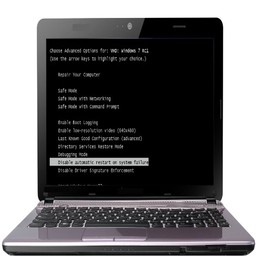 Choose Advanced Options for: VHD: Windows 7 R11
(Use the arrow keys to highlight your choice.)
Repair Your Computer
Safe Mode
Safe Mode with Networking
Safe Mode with Command Prompt
Enable Boot Logging
Enable low-resolution video (640x480)
Last Known Good Configuration (advanced)
Directory Services Restore Mode
Debugging Mode
Disable automatic restart on system failure
Disable Driver Signature Enforcement